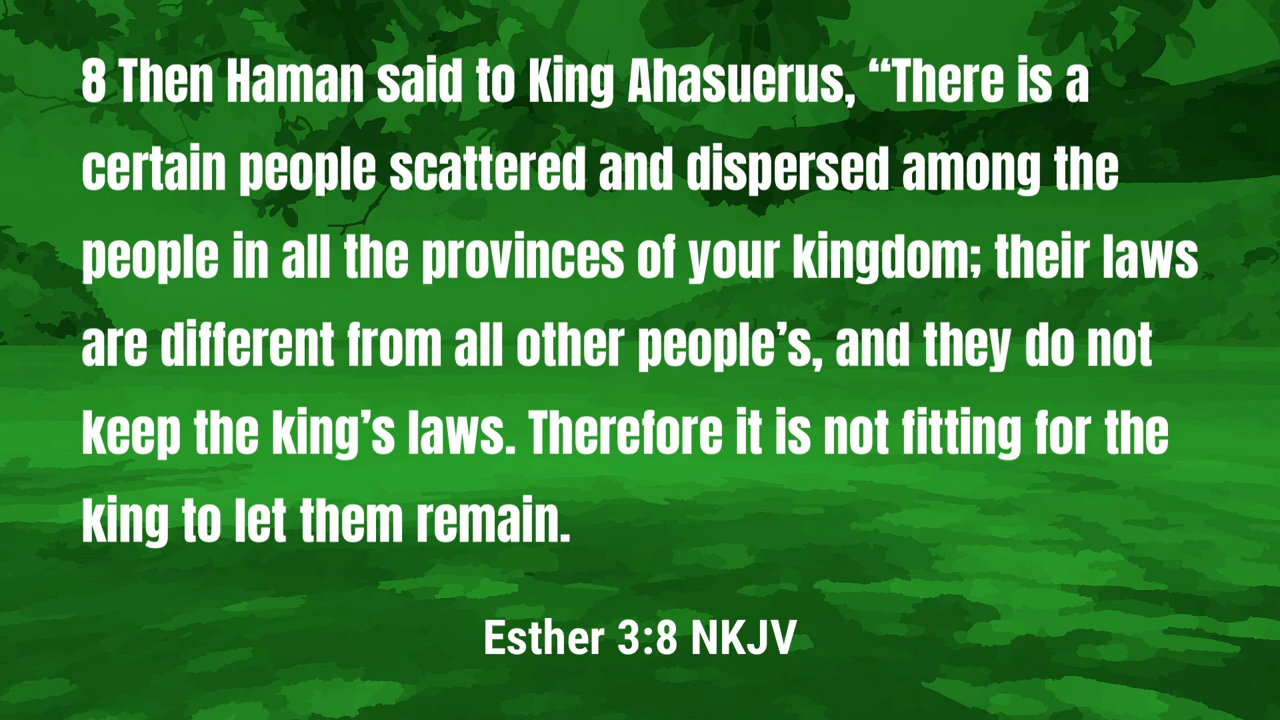 8 Then Haman said to King Ahasuerus, “There is a
certain people scattered and dispersed among the
people in all the provinces of your kingdom; their laws
are different from all other people’s, and they do not
keep the king’s laws. Therefore it is not fitting for the
king to let them remain.
Esther 3:8 NKJV